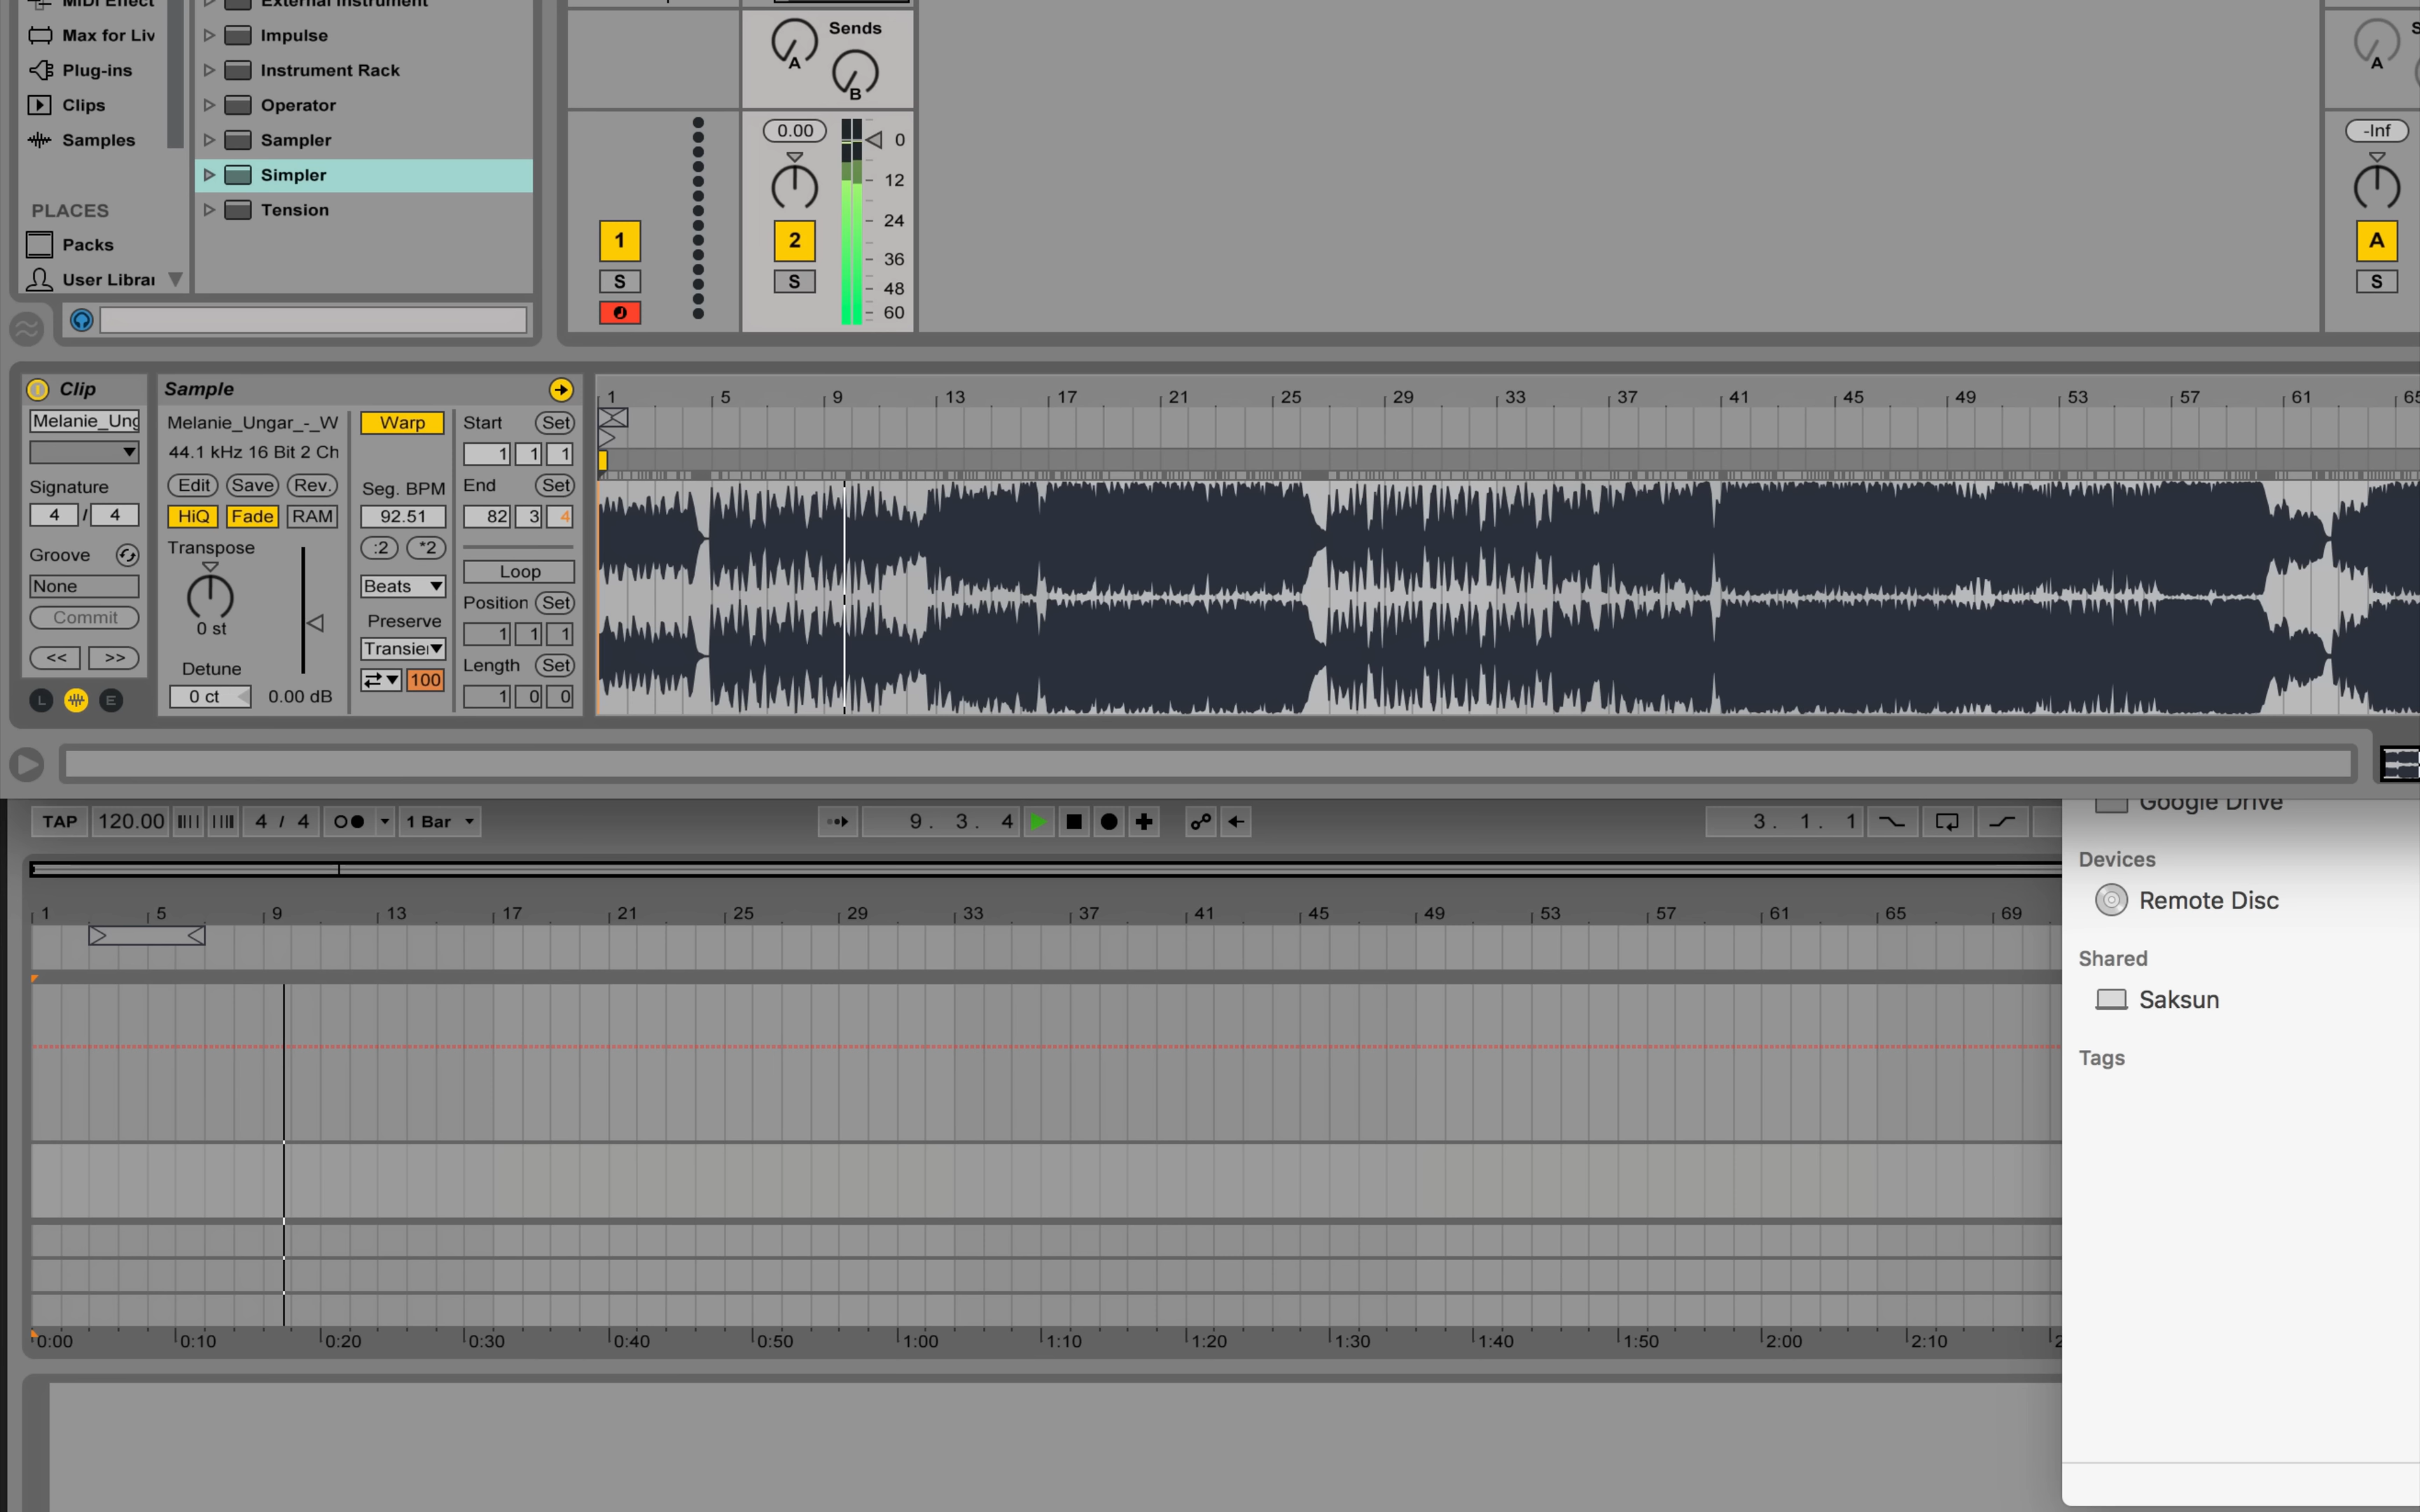 MIDI Effect
External Instrument
Max for Liv
Impulse
Plug-ins
Instrument Rack
Clips
Operator
Samples
Sampler
Simpler
PLACES
Tension
Packs
User Librar
Sends
A
B
0.00
0
12
24
36
48
60
1
S
2
S
A
-Inf
A
S
Clip
Melanie_Ung
Signature
4 / 4
Groove
None
Commit
<< >>
L E
Sample
Melanie_Ungar_-_W
44.1 kHz 16 Bit 2 Ch
Edit Save Rev.
HiQ Fade RAM
Transpose
0 st
Detune
0 ct 0.00 dB
Warp
Seg. BPM
92.51
:2 *2
Beats
Preserve
Transie
100
Start Set
1 1 1
End Set
82 3 4
Loop
Position Set
1 1 1
Length Set
1 0 0
1 5 9 13 17 21 25 29 33 37 41 45 49 53 57 61 65
TAP 120.00 4 / 4 1 Bar 9. 3. 4 3. 1. 1
1 5 9 13 17 21 25 29 33 37 41 45 49 53 57 61 65 69
0:00 0:10 0:20 0:30 0:40 0:50 1:00 1:10 1:20 1:30 1:40 1:50 2:00 2:10
Google Drive
Devices
Remote Disc
Shared
Saksun
Tags